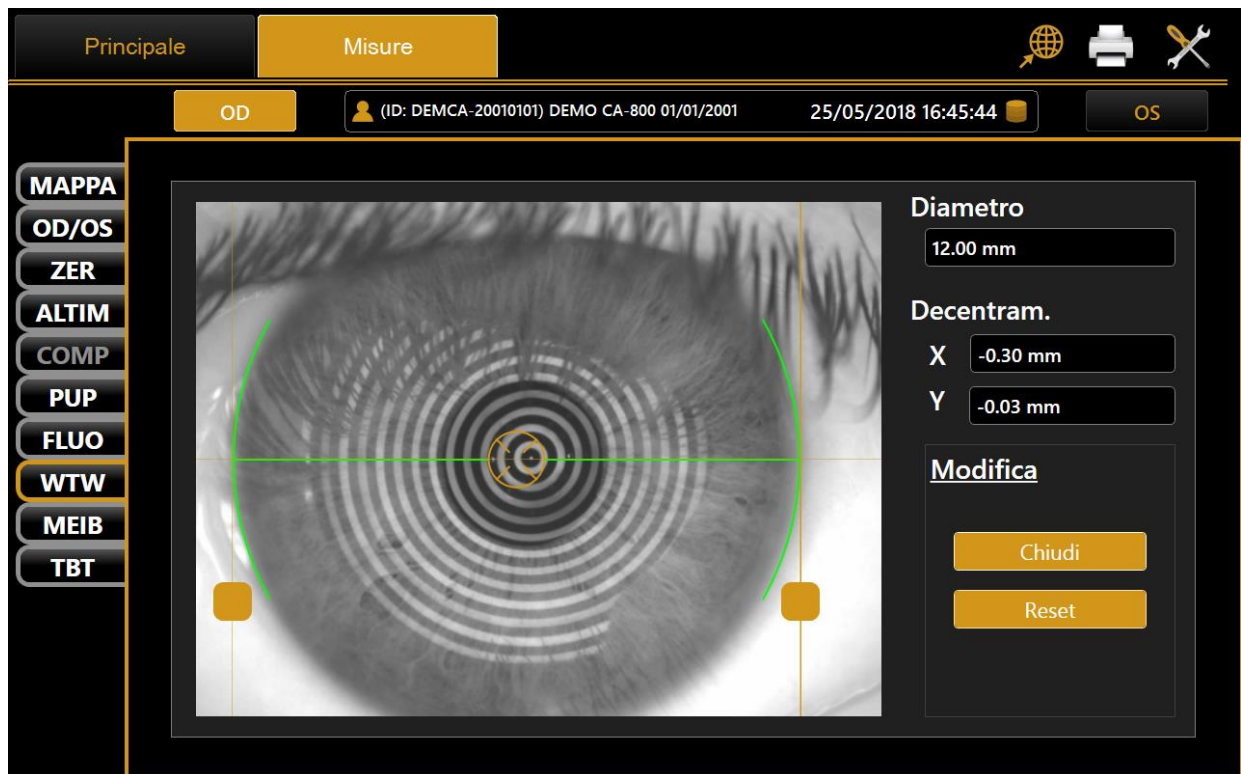 Principale
Misure
OD
(ID: DEMCA-20010101) DEMO CA-800 01/01/2001
25/05/2018 16:45:44
OS
MAPPA
OD/OS
ZER
ALTIM
COMP
PUP
FLUO
WTW
MEIB
TBT
Diametro
12.00 mm
Decentram.
X -0.30 mm
Y -0.03 mm
Modifica
Chiudi
Reset